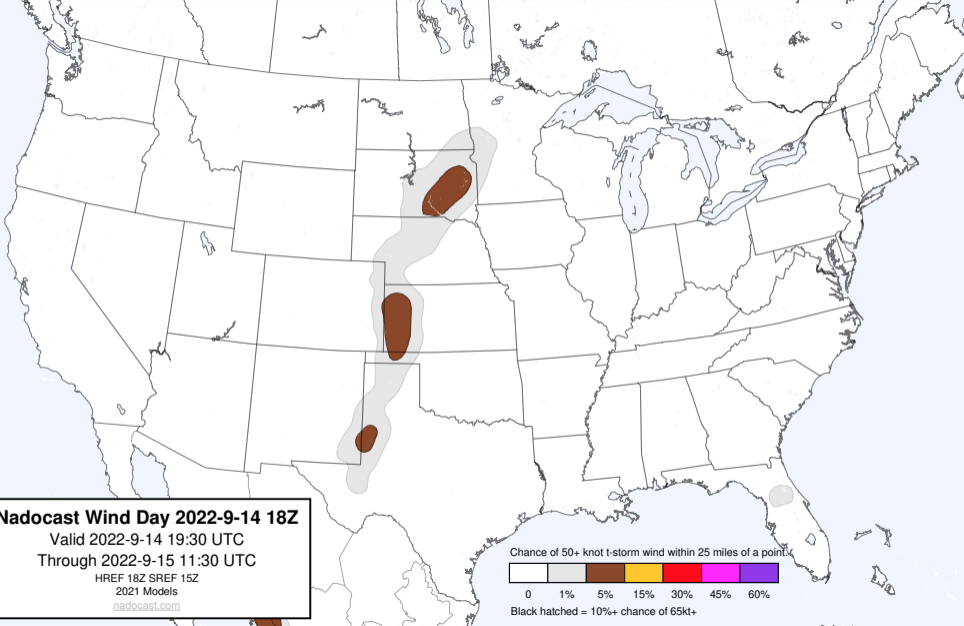 Nadocast Wind Day 2022-9-14 18Z
Valid 2022-9-14 19:30 UTC
Through 2022-9-15 11:30 UTC
HREF 18Z SREF 15Z
2021 Models
nadocast.com
Chance of 50+ knot t-storm wind within 25 miles of a point.
0 1% 5% 15% 30% 45% 60%
Black hatched = 10%+ chance of 65kt+